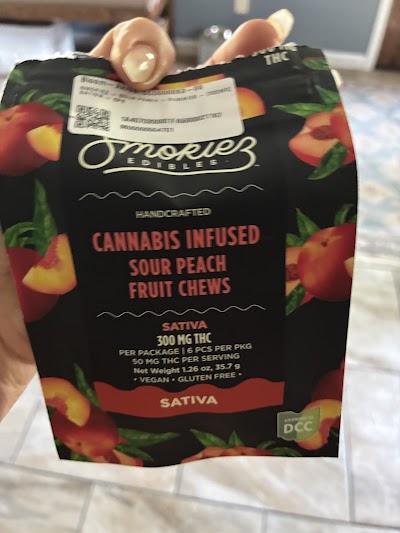 THC
Smokiez
EDIBLES
HANDCRAFTED
CANNABIS INFUSED
SOUR PEACH
FRUIT CHEWS
SATIVA
300 MG THC
PER PACKAGE | 6 PCS PER PKG
50 MG THC PER SERVING
Net Weight 1.26 oz, 35.7 g
• VEGAN • GLUTEN FREE •
SATIVA
DCC